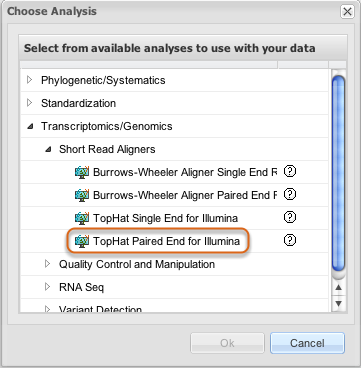 Choose Analysis
Select from available analyses to use with your data
Phylogenetic/Systematics
Standardization
Transcriptomics/Genomics
Short Read Aligners
Burrows-Wheeler Aligner Single End R
Burrows-Wheeler Aligner Paired End F
TopHat Single End for Illumina
TopHat Paired End for Illumina
Quality Control and Manipulation
RNA Seq
Variant Detection
Ok
Cancel